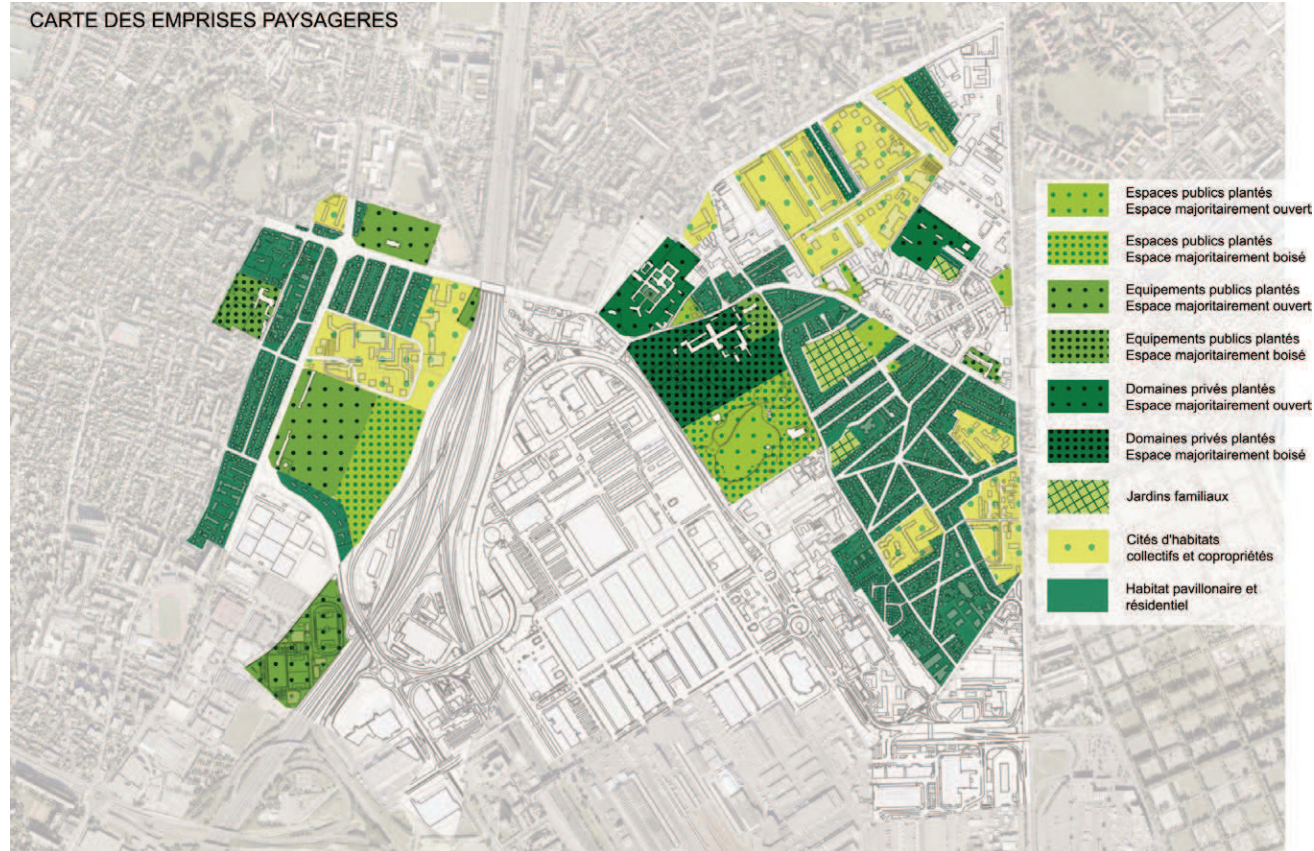 CARTE DES EMPRISES PAYSAGERES
Espaces publics plantés
Espace majoritairement ouvert
Espaces publics plantés
Espace majoritairement boisé
Equipements publics plantés
Espace majoritairement ouvert
Equipements publics plantés
Espace majoritairement boisé
Domaines privés plantés
Espace majoritairement ouvert
Domaines privés plantés
Espace majoritairement boisé
Jardins familiaux
Cités d'habitats
collectifs et copropriétés
Habitat pavillonaire et
résidentiel